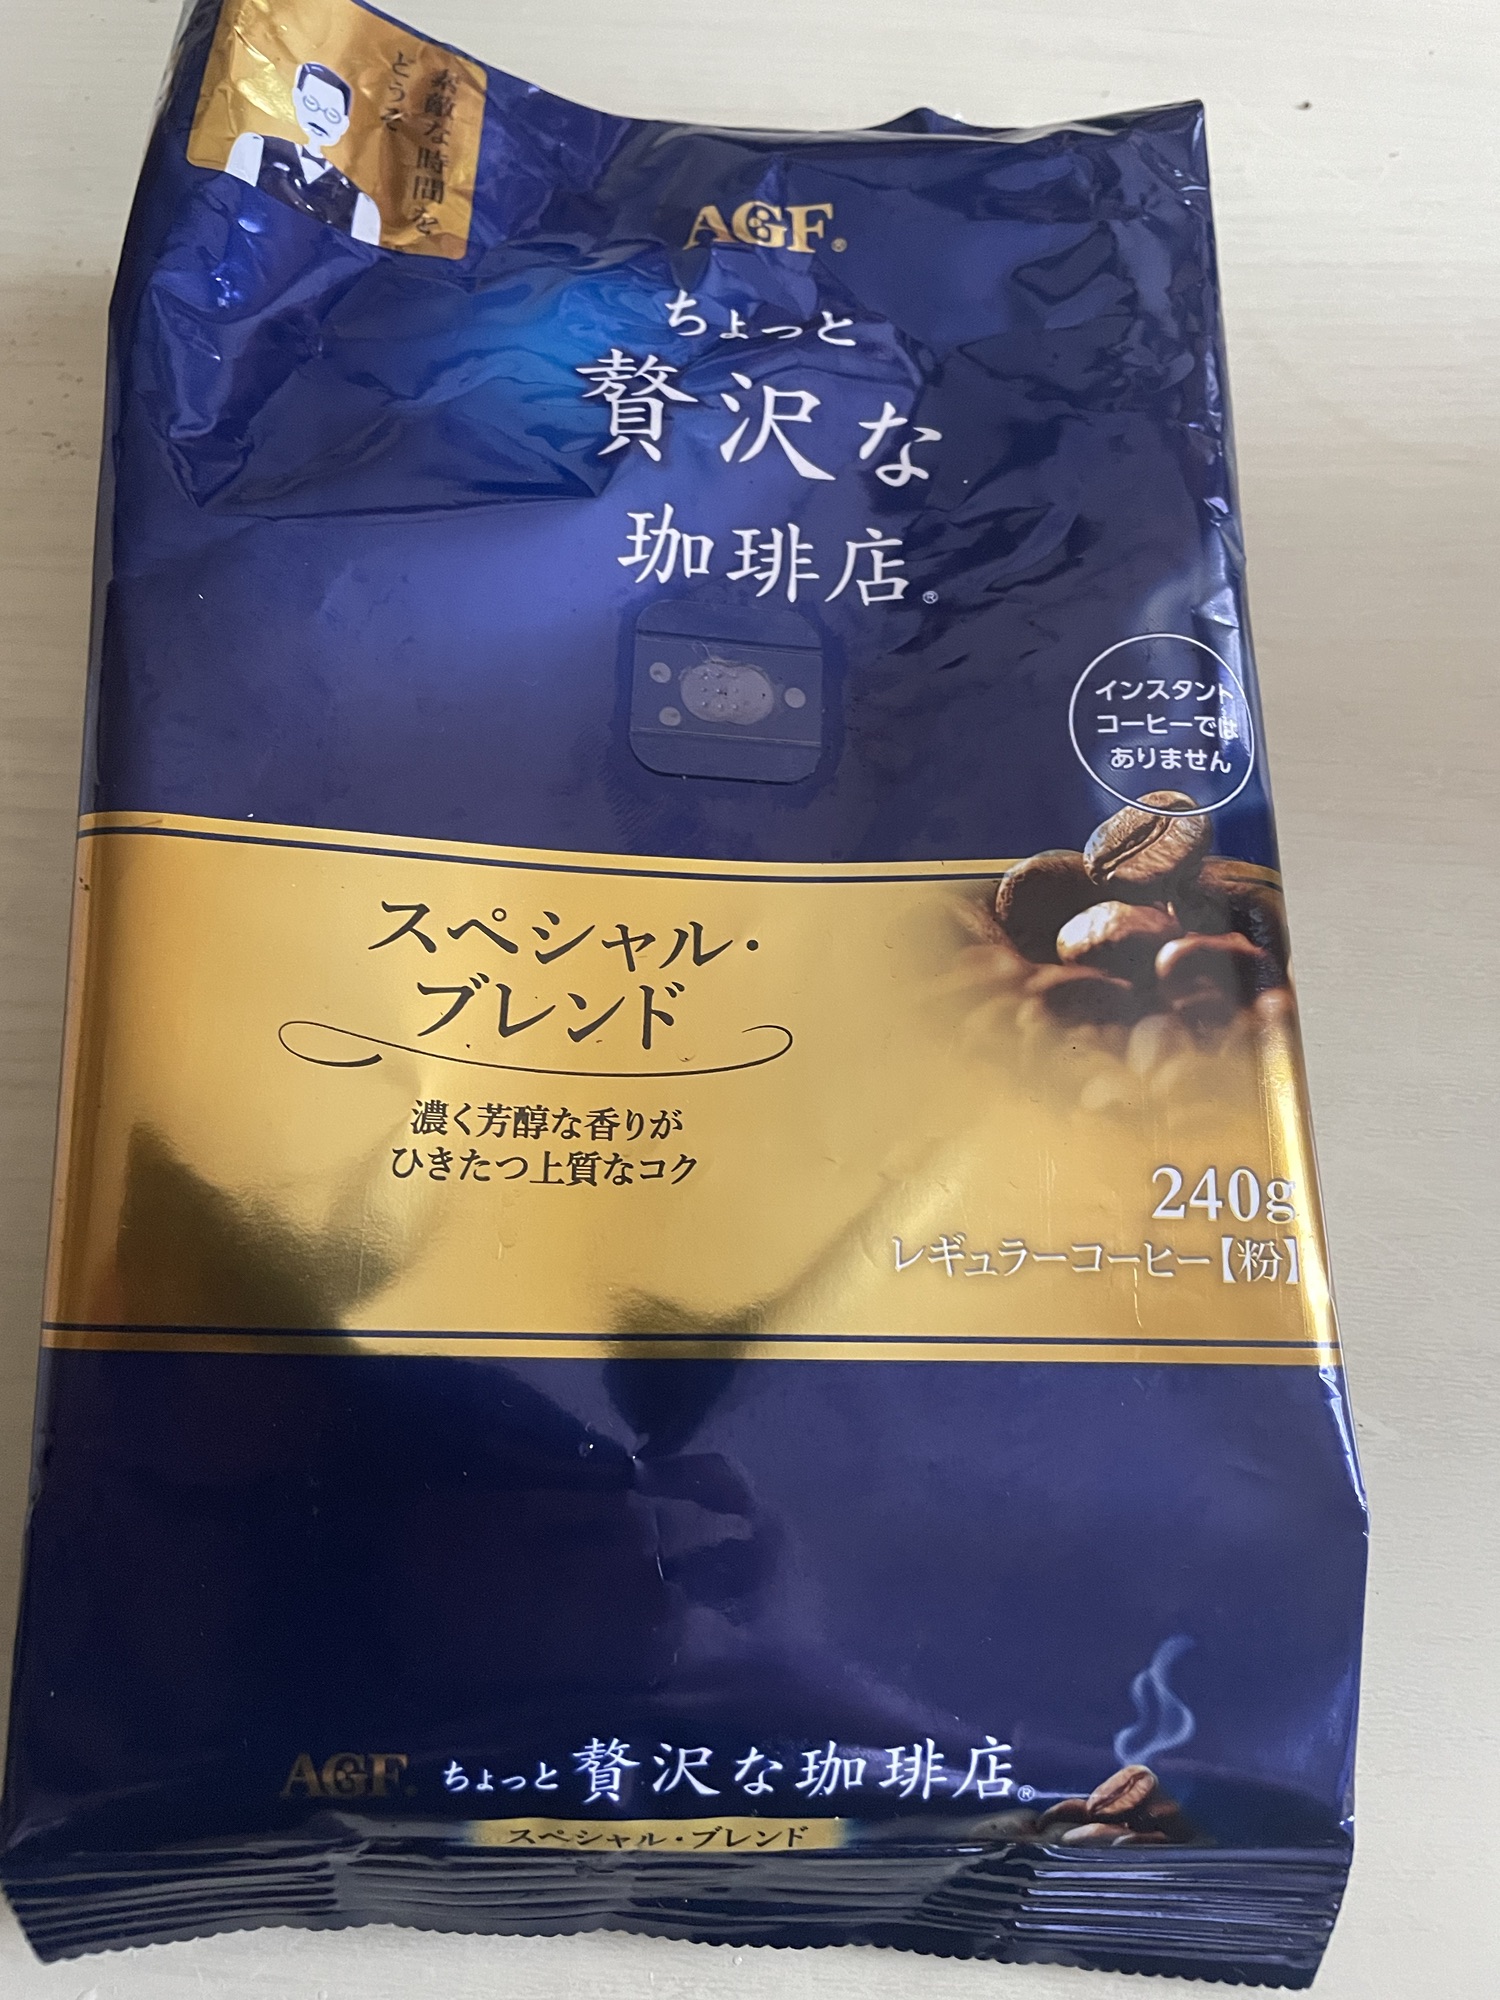 素敵な時間を
どうぞ
AGF®
ちょっと
贅沢な
珈琲店®
インスタント
コーヒーでは
ありません
スペシャル・
ブレンド
濃く芳醇な香りが
ひきたつ上質なコク
240g
レギュラーコーヒー【粉】
AGF® ちょっと贅沢な珈琲店®
スペシャル・ブレンド